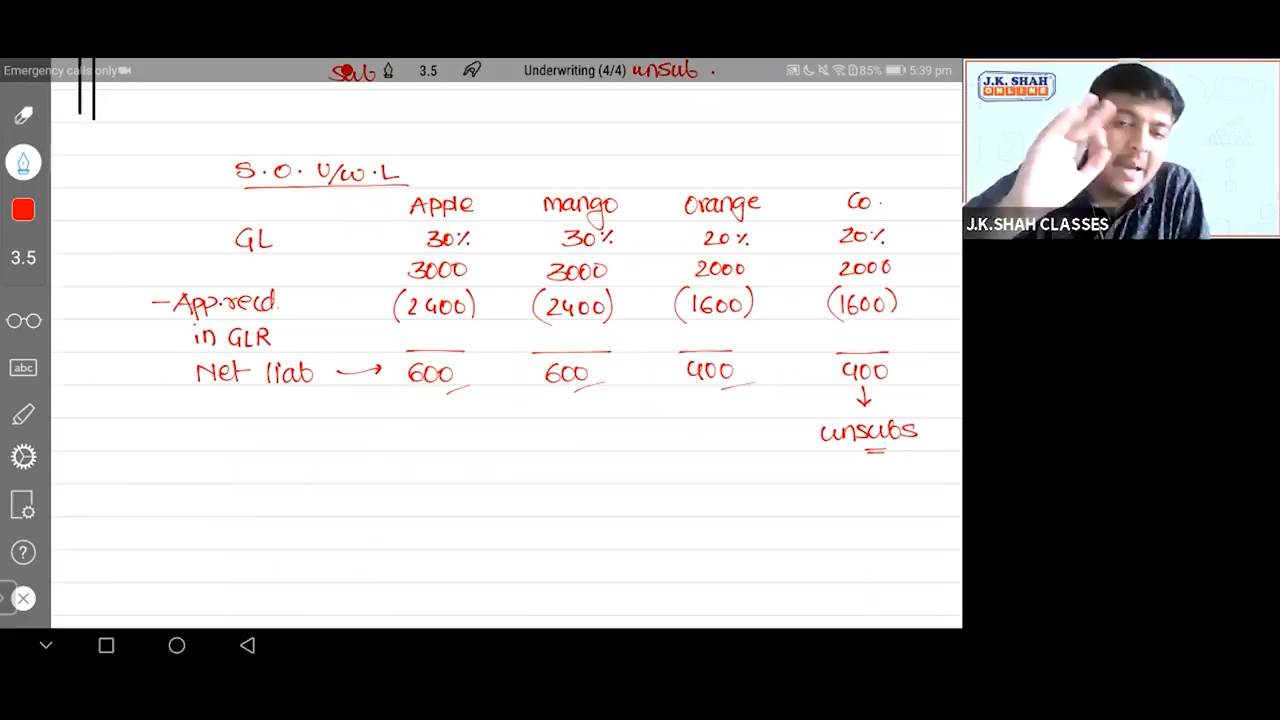 Emergency calls only
Sub 3.5 Underwriting (4/4) unsub. 85% 5:39 pm
J.K. SHAH
ONLINE
J.K.SHAH CLASSES
3.5
abc
?
S.O. U/W.L
Apple mango Orange Co.
GL 30% 30% 20% 20%
3000 3000 2000 2000
- App.recd. (2400) (2400) (1600) (1600)
in GLR
Net liab → 600 600 400 400
↓
unsubs